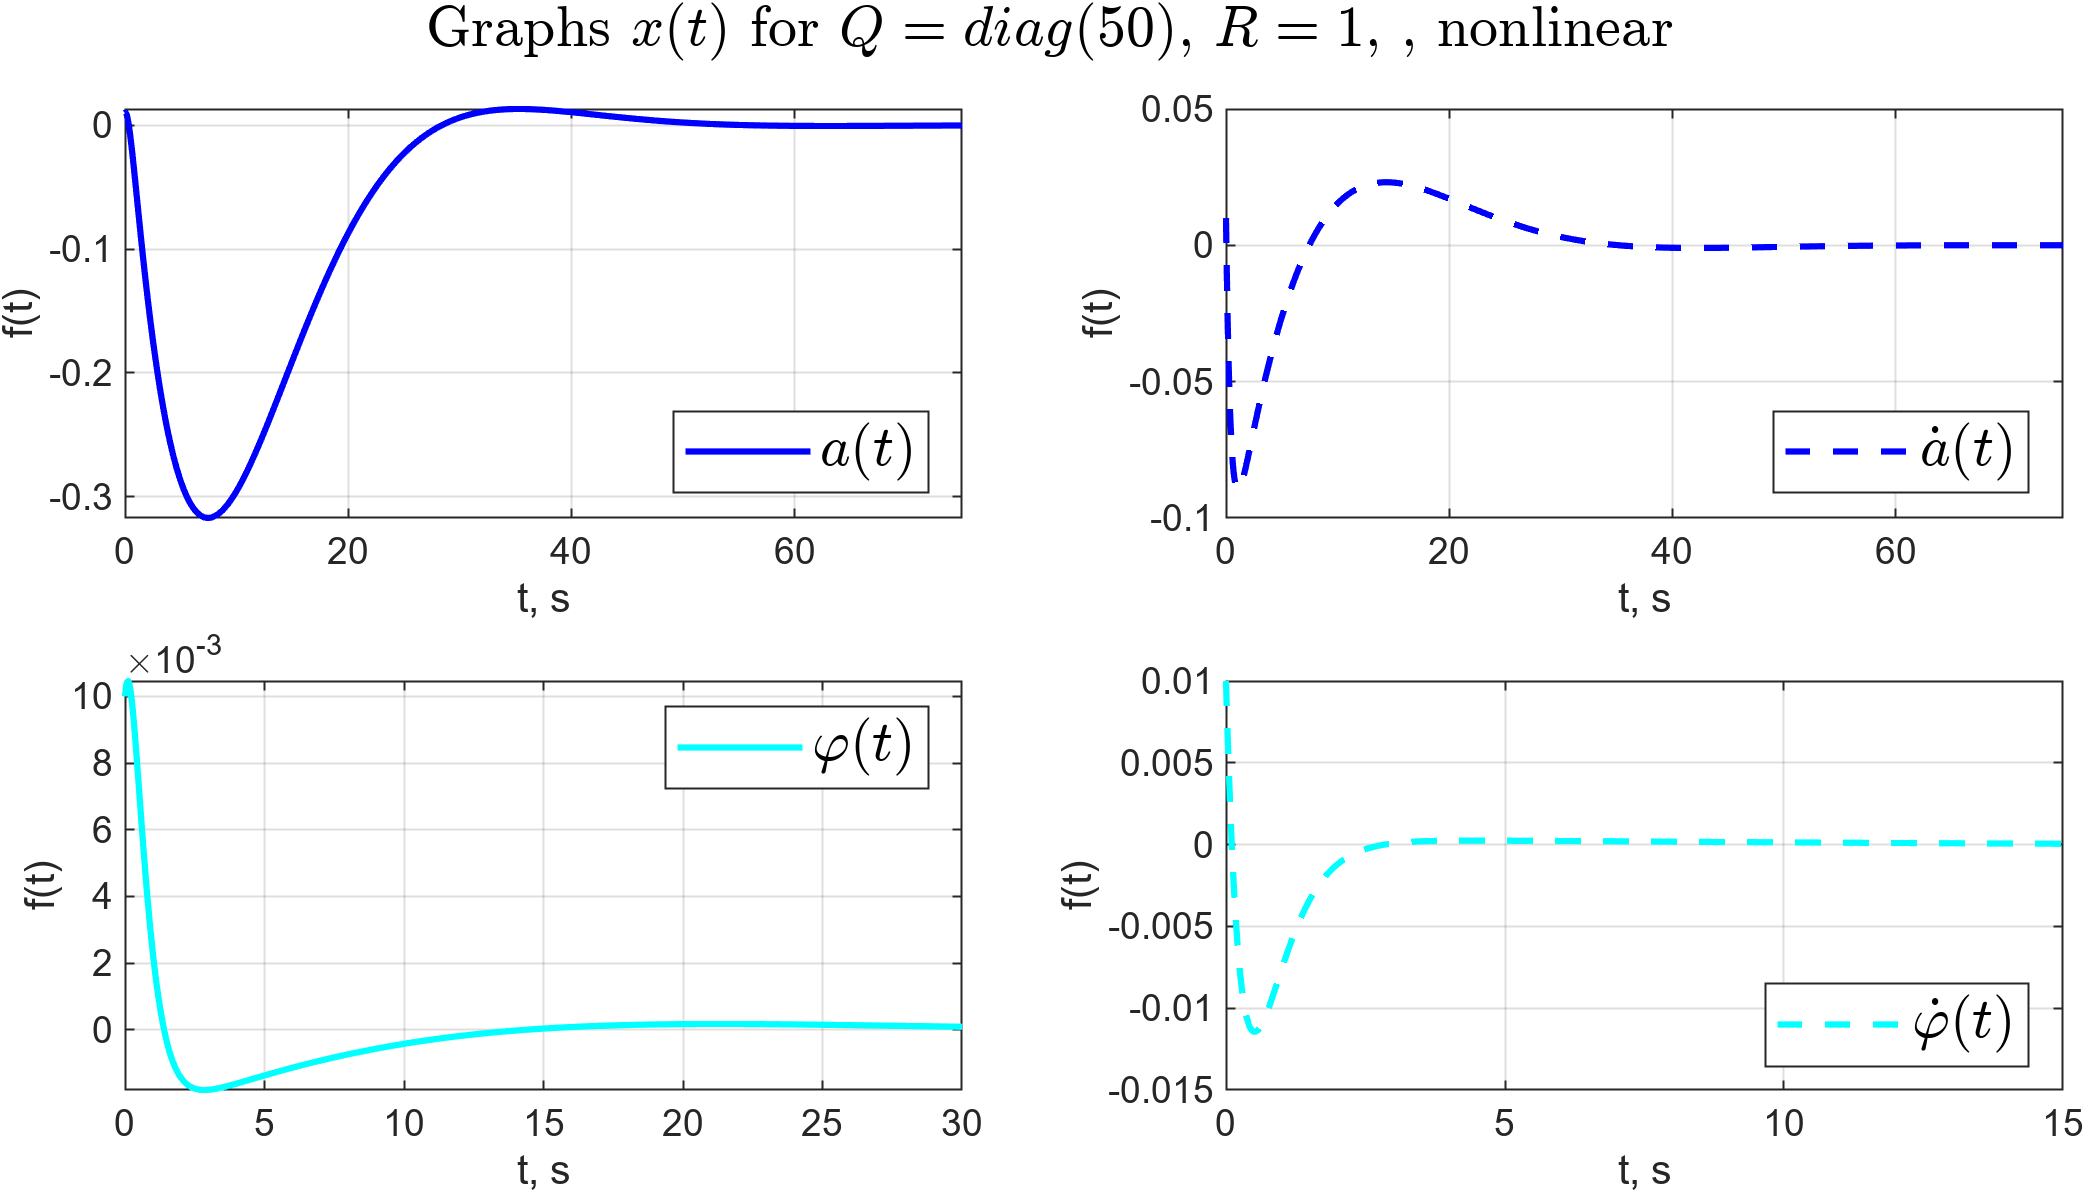 Graphs x(t) for Q = diag(50), R = 1, , nonlinear
0
-0.1
-0.2
-0.3
f(t)
a(t)
0 20 40 60
t, s
0.05
0
-0.05
-0.1
f(t)
ȧ(t)
0 20 40 60
t, s
×10⁻³
10
8
6
4
2
0
f(t)
φ(t)
0 5 10 15 20 25 30
t, s
0.01
0.005
0
-0.005
-0.01
-0.015
f(t)
φ̇(t)
0 5 10 15
t, s